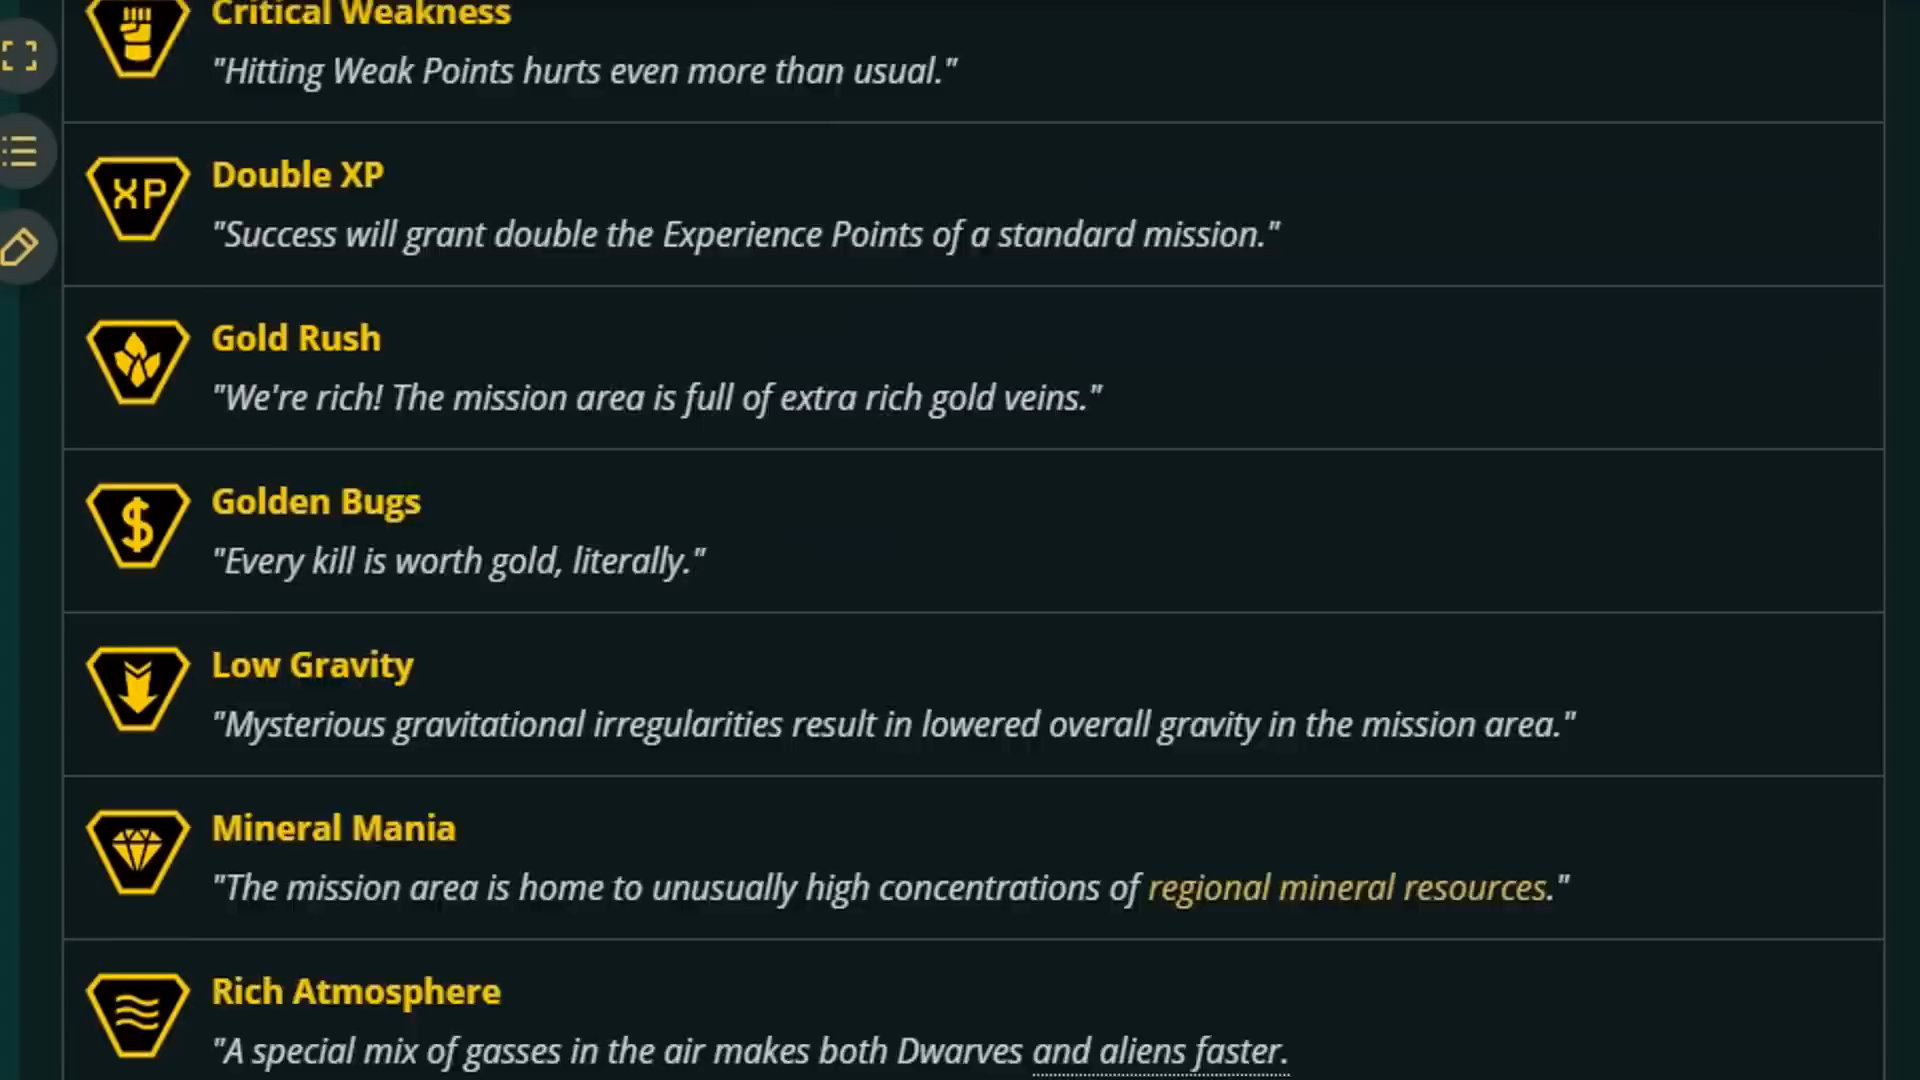 Critical Weakness
"Hitting Weak Points hurts even more than usual."
XP
Double XP
"Success will grant double the Experience Points of a standard mission."
Gold Rush
"We're rich! The mission area is full of extra rich gold veins."
$
Golden Bugs
"Every kill is worth gold, literally."
Low Gravity
"Mysterious gravitational irregularities result in lowered overall gravity in the mission area."
Mineral Mania
"The mission area is home to unusually high concentrations of regional mineral resources."
Rich Atmosphere
"A special mix of gasses in the air makes both Dwarves and aliens faster.